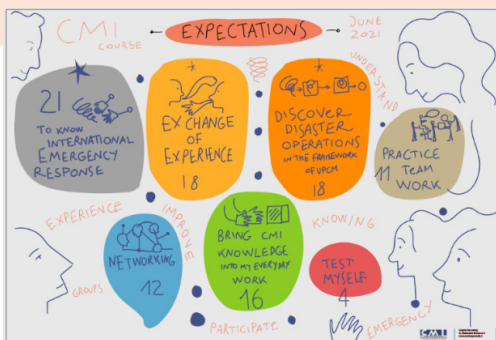 CMI
COURSE
EXPECTATIONS
JUNE
2021
UNDERSTAND
21
TO KNOW
INTERNATIONAL
EMERGENCY
RESPONSE
EXCHANGE
OF
EXPERIENCE
18
DISCOVER
DISASTER
OPERATIONS
IN THE FRAMEWORK
OF UPCM
18
PRACTICE
11 TEAM
WORK
EXPERIENCE
IMPROVE
KNOWING
NETWORKING
12
BRING CMI
KNOWLEDGE
INTO MY EVERYDAY
WORK
16
TEST
MYSELF
4
GROUPS
PARTICIPATE
EMERGENCY
CMI